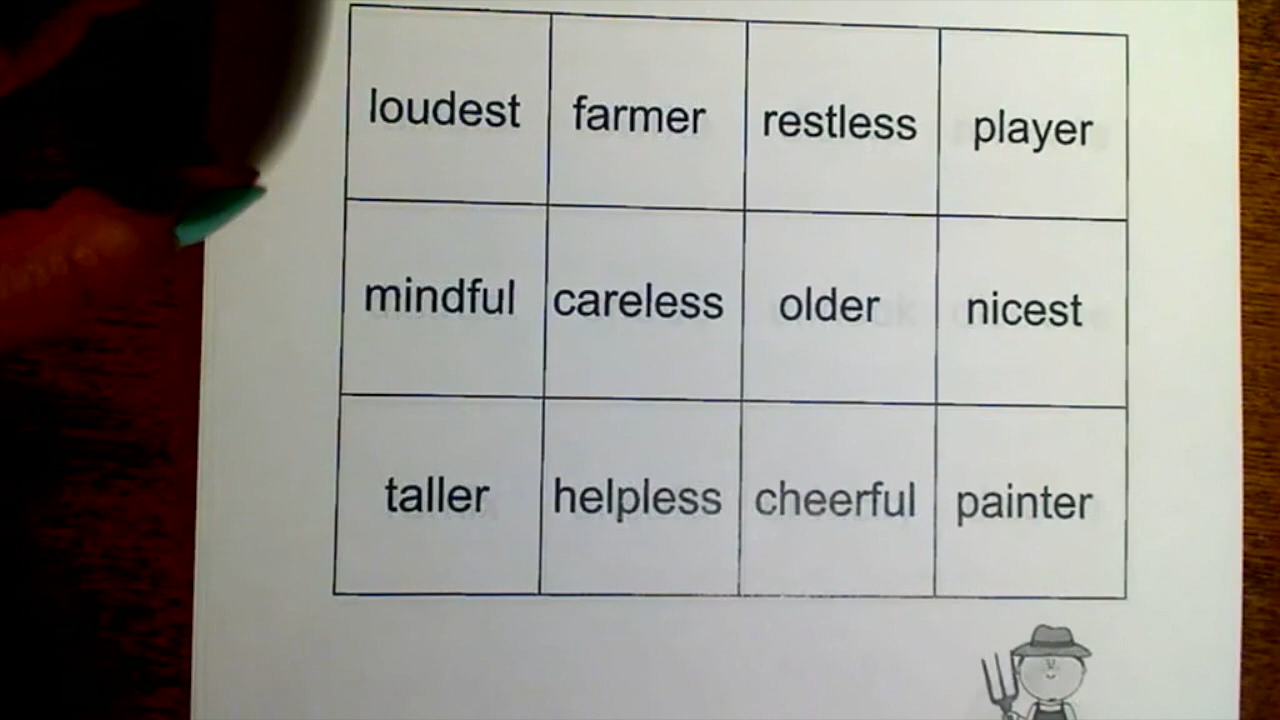 loudest farmer restless player
mindful careless older nicest
taller helpless cheerful painter